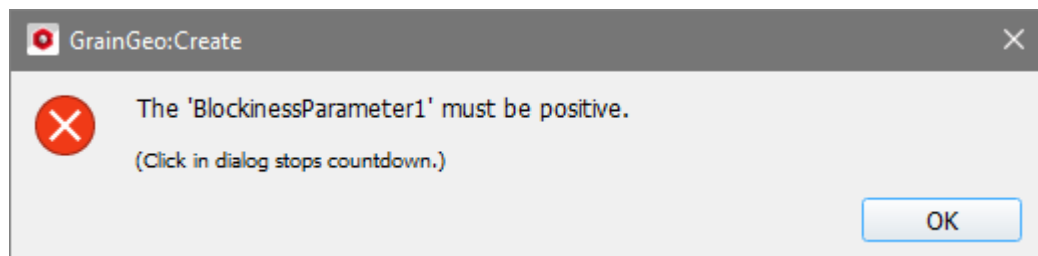 GrainGeo:Create
The 'BlockinessParameter1' must be positive.
(Click in dialog stops countdown.)
OK